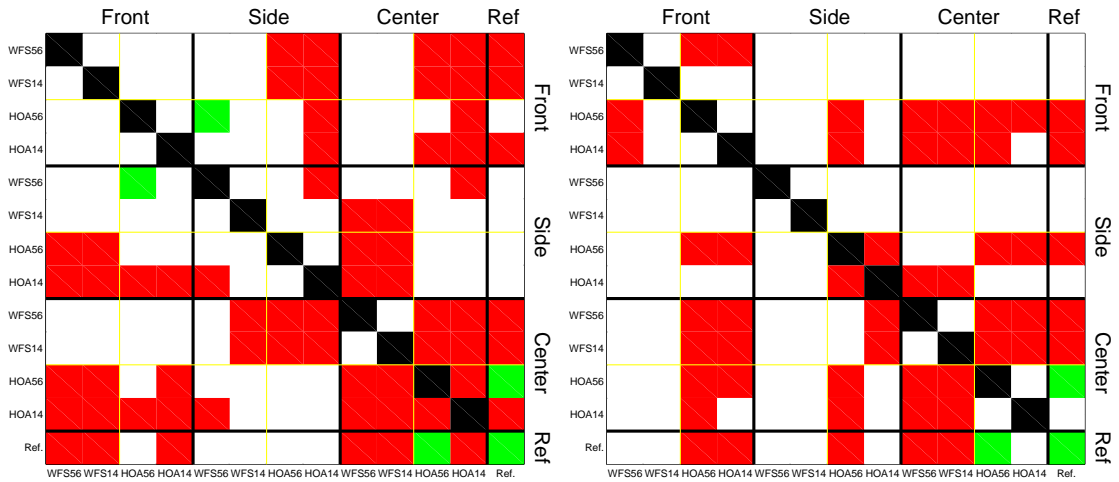 Front Side Center Ref
WFS56
WFS14
HOA56
HOA14
WFS56
WFS14
HOA56
HOA14
WFS56
WFS14
HOA56
HOA14
Ref.
Front
Side
Center
Ref
WFS56 WFS14 HOA56 HOA14 WFS56 WFS14 HOA56 HOA14 WFS56 WFS14 HOA56 HOA14 Ref.
Front Side Center Ref
WFS56
WFS14
HOA56
HOA14
WFS56
WFS14
HOA56
HOA14
WFS56
WFS14
HOA56
HOA14
Ref.
Front
Side
Center
Ref
WFS56 WFS14 HOA56 HOA14 WFS56 WFS14 HOA56 HOA14 WFS56 WFS14 HOA56 HOA14 Ref.